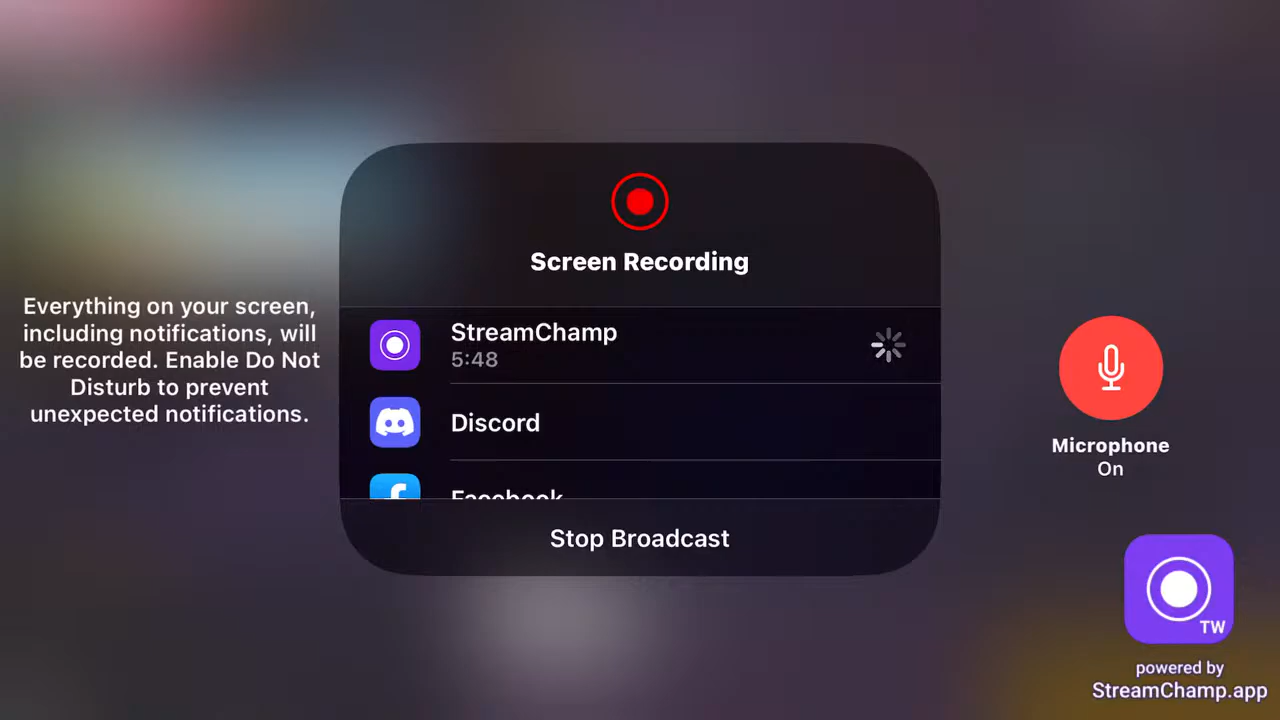 Screen Recording
Everything on your screen,
including notifications, will
be recorded. Enable Do Not
Disturb to prevent
unexpected notifications.
StreamChamp
5:48
Discord
Facebook
Stop Broadcast
Microphone
On
TW
powered by
StreamChamp.app